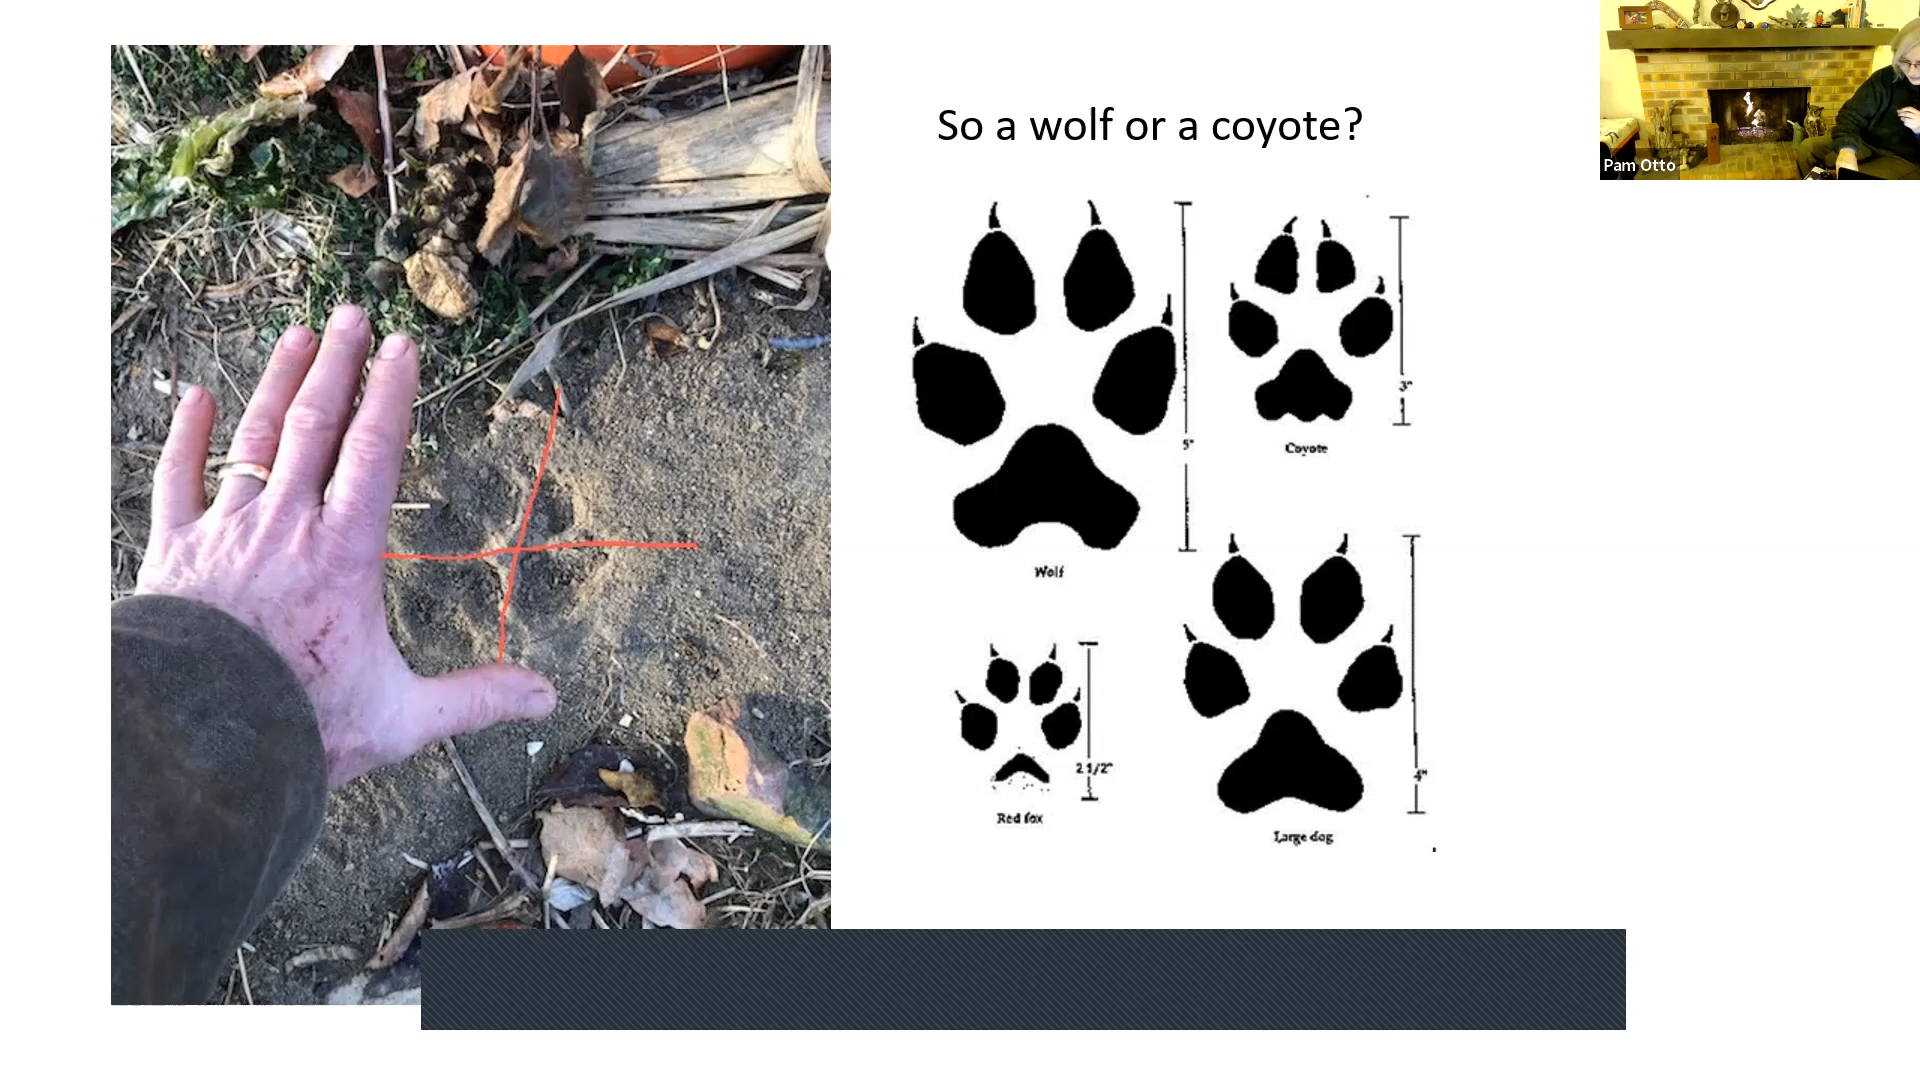 So a wolf or a coyote?
Pam Otto
3"
Coyote
5"
Wolf
2 1/2"
Red fox
4"
Large dog